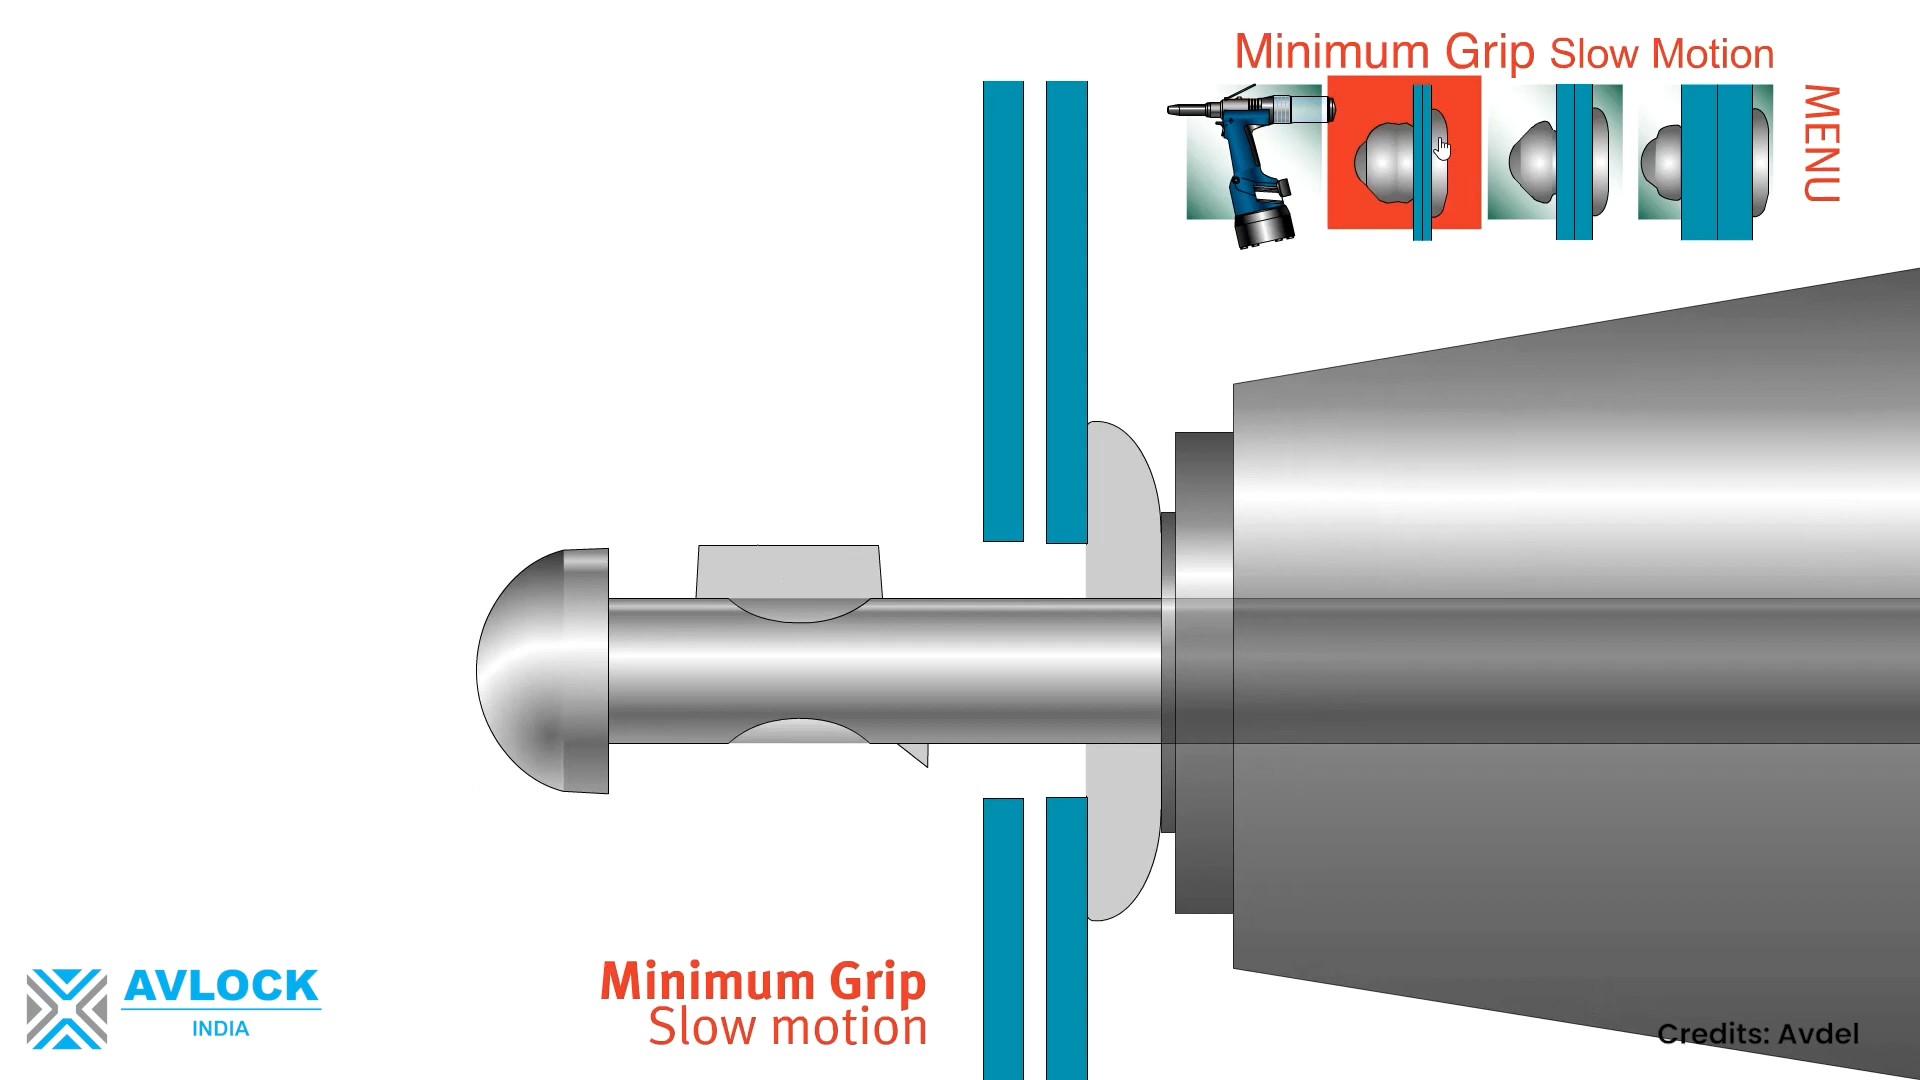 Minimum Grip Slow Motion
MENU
Minimum Grip
Slow motion
AVLOCK
INDIA
Credits: Avdel